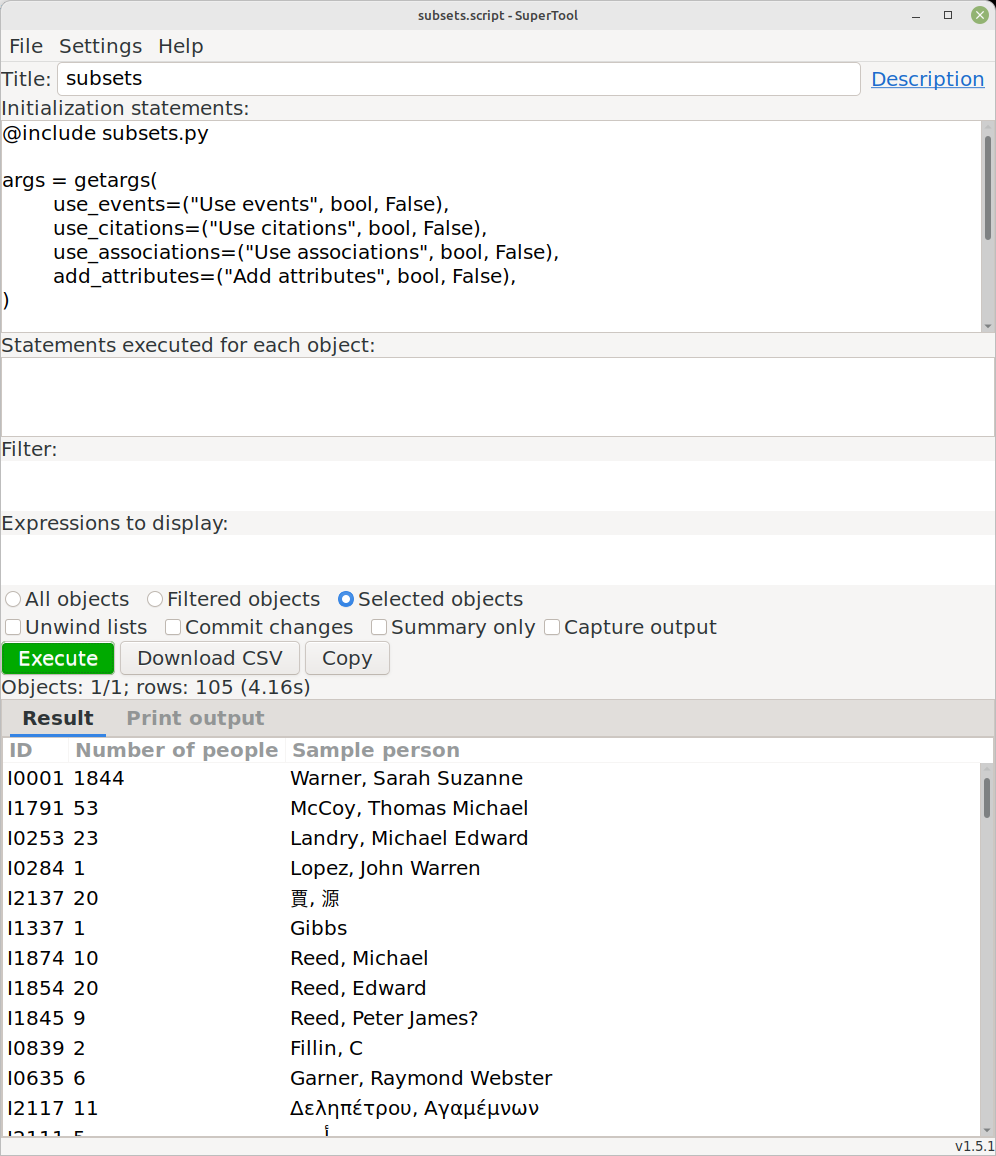 subsets.script - SuperTool
File Settings Help
Title: subsets Description
Initialization statements:
@include subsets.py
args = getargs(
use_events=("Use events", bool, False),
use_citations=("Use citations", bool, False),
use_associations=("Use associations", bool, False),
add_attributes=("Add attributes", bool, False),
)
Statements executed for each object:
Filter:
Expressions to display:
All objects Filtered objects Selected objects
Unwind lists Commit changes Summary only Capture output
Execute Download CSV Copy
Objects: 1/1; rows: 105 (4.16s)
Result Print output
ID Number of people Sample person
I0001 1844 Warner, Sarah Suzanne
I1791 53 McCoy, Thomas Michael
I0253 23 Landry, Michael Edward
I0284 1 Lopez, John Warren
I2137 20 賈, 源
I1337 1 Gibbs
I1874 10 Reed, Michael
I1854 20 Reed, Edward
I1845 9 Reed, Peter James?
I0839 2 Fillin, C
I0635 6 Garner, Raymond Webster
I2117 11 Δεληπέτρου, Αγαμέμνων
v1.5.1